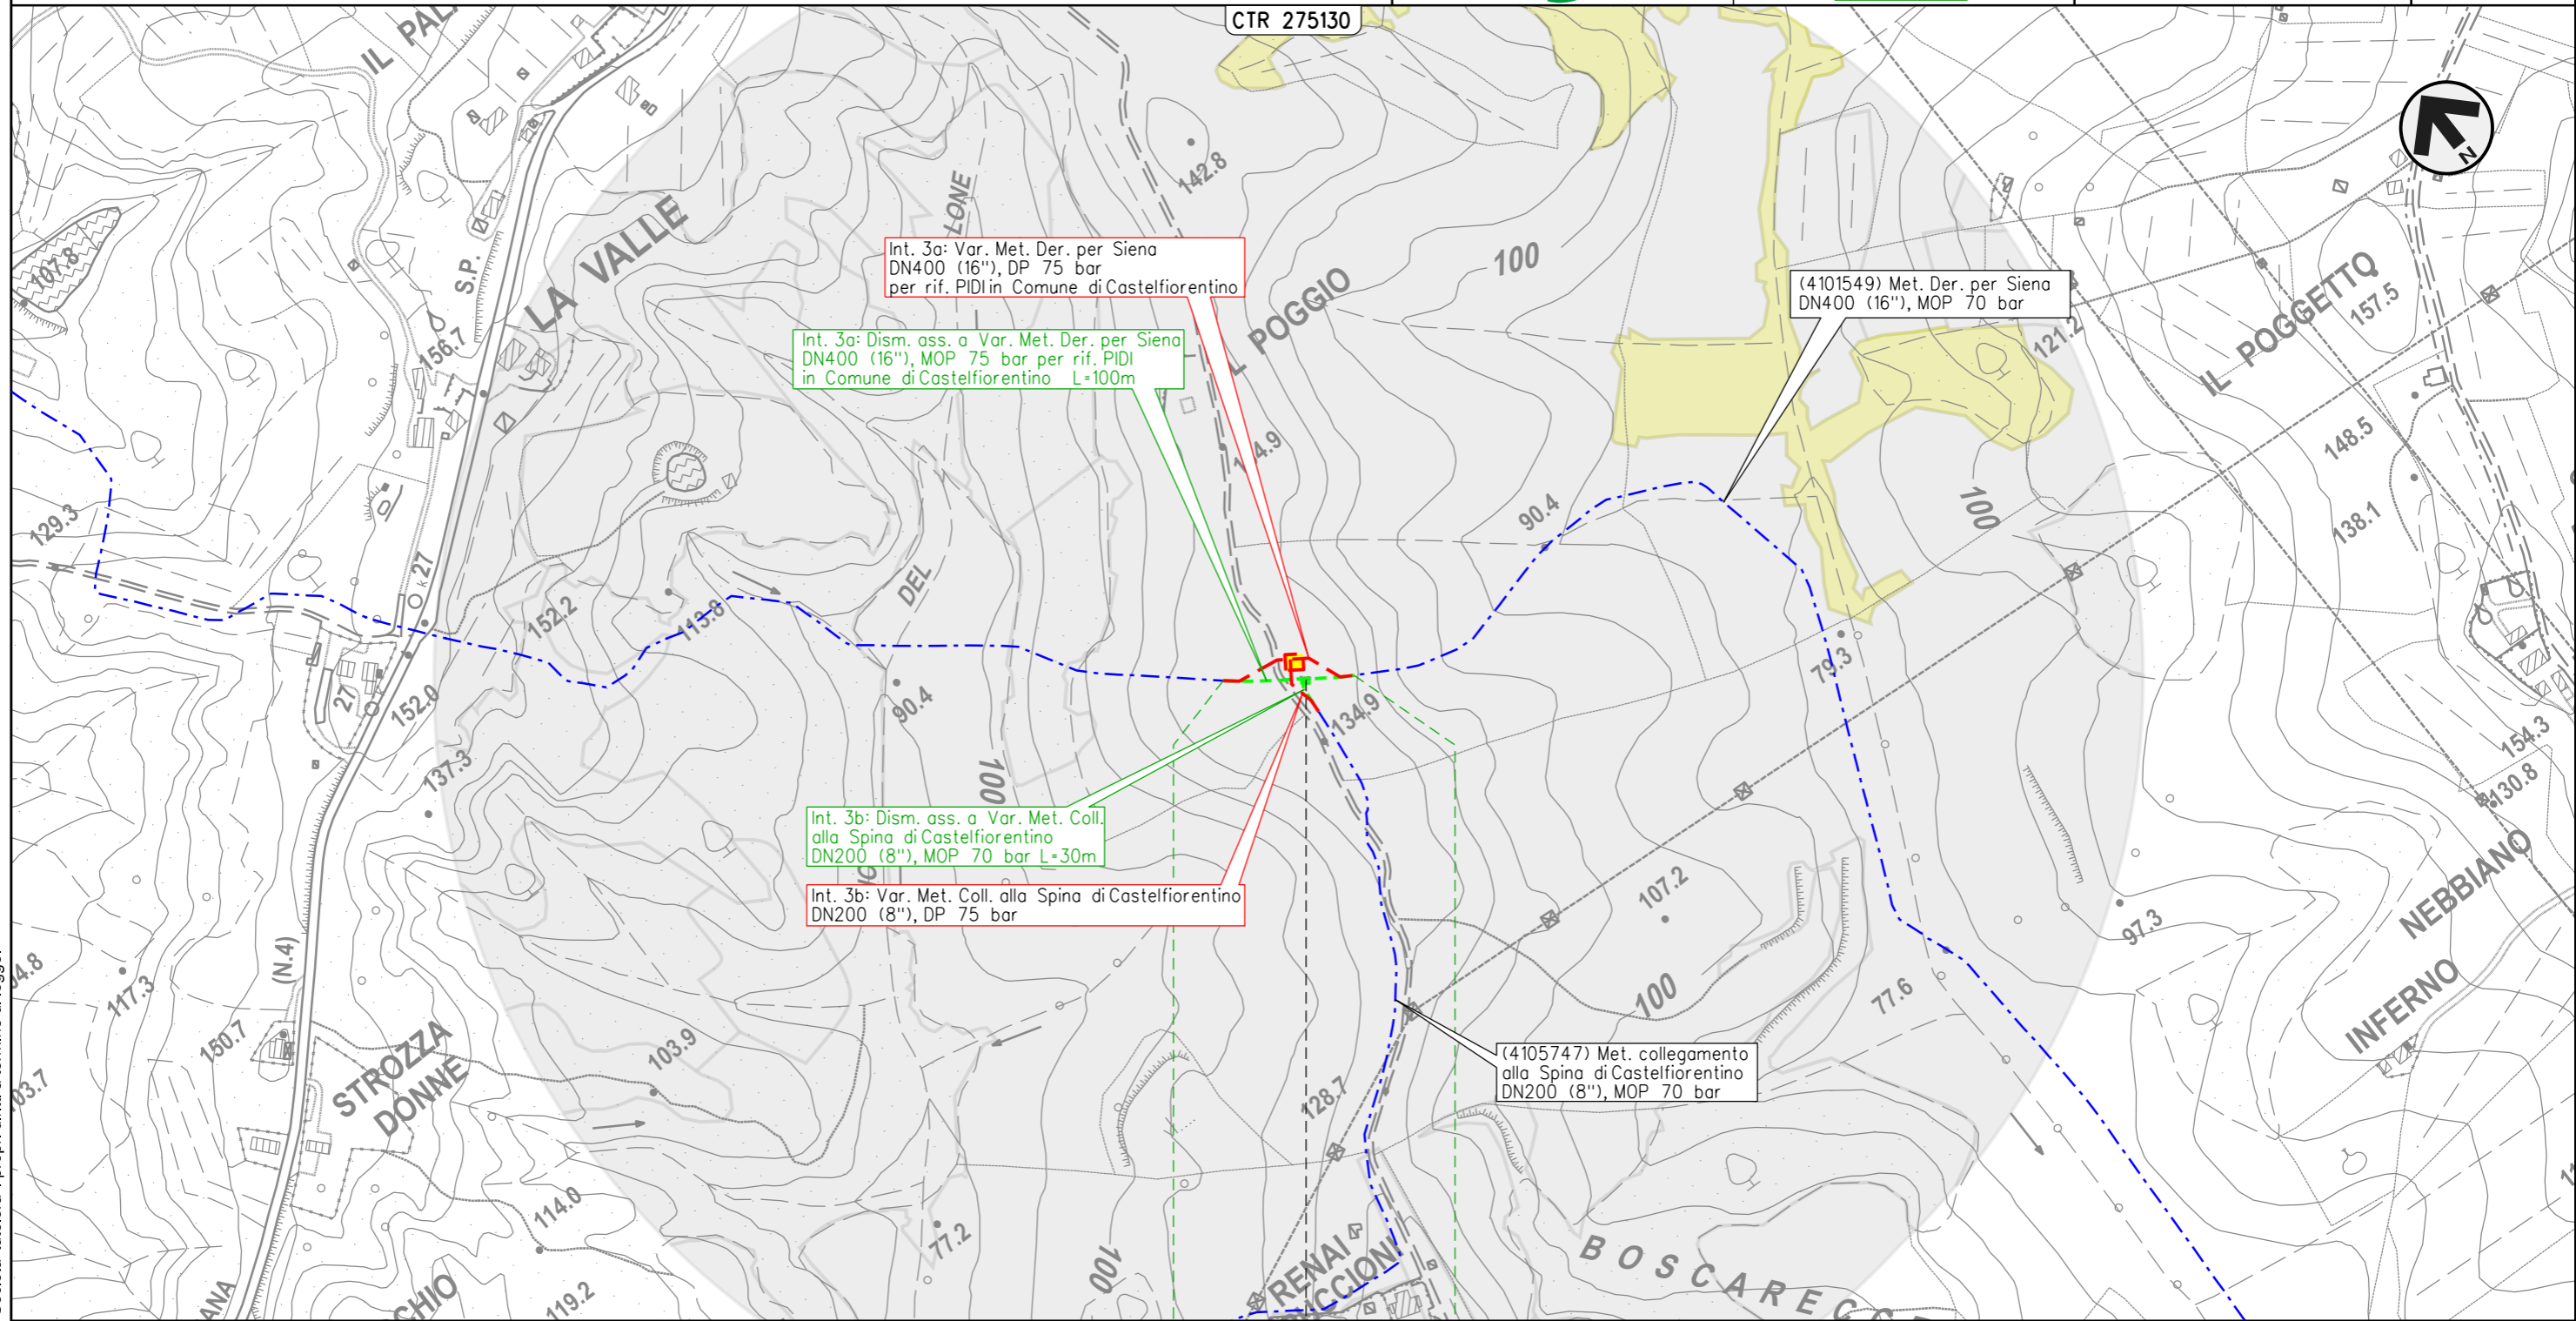 CTR 275130
IL
S.P.
LA VALLE
107.8
156.7
LONE
142.8
Int. 3a: Var. Met. Der. per Siena
DN400 (16"), DP 75 bar
per rif. PIDI in Comune di Castelfiorentino
Int. 3a: Dism. ass. a Var. Met. Der. per Siena
DN400 (16"), MOP 75 bar per rif. PIDI
in Comune di Castelfiorentino L=100m
POGGIO
100
(4101549) Met. Der. per Siena
DN400 (16"), MOP 70 bar
121.2
IL POGGETTO
157.5
148.5
138.1
N
129.3
27
152.2
113.8
DEL
90.4
90.4
100
79.3
27
152.0
137.3
134.9
100
154.3
130.8
Int. 3b: Dism. ass. a Var. Met. Coll.
alla Spina di Castelfiorentino
DN200 (8"), MOP 70 bar L=30m
Int. 3b: Var. Met. Coll. alla Spina di Castelfiorentino
DN200 (8"), DP 75 bar
107.2
97.3
NEBBIANO
INFERNO
(N.4)
117.3
150.7
103.9
100
77.6
STROZZA
DONNE
(4105747) Met. collegamento
alla Spina di Castelfiorentino
DN200 (8"), MOP 70 bar
128.7
114.0
77.2
100
119.2
RENAI